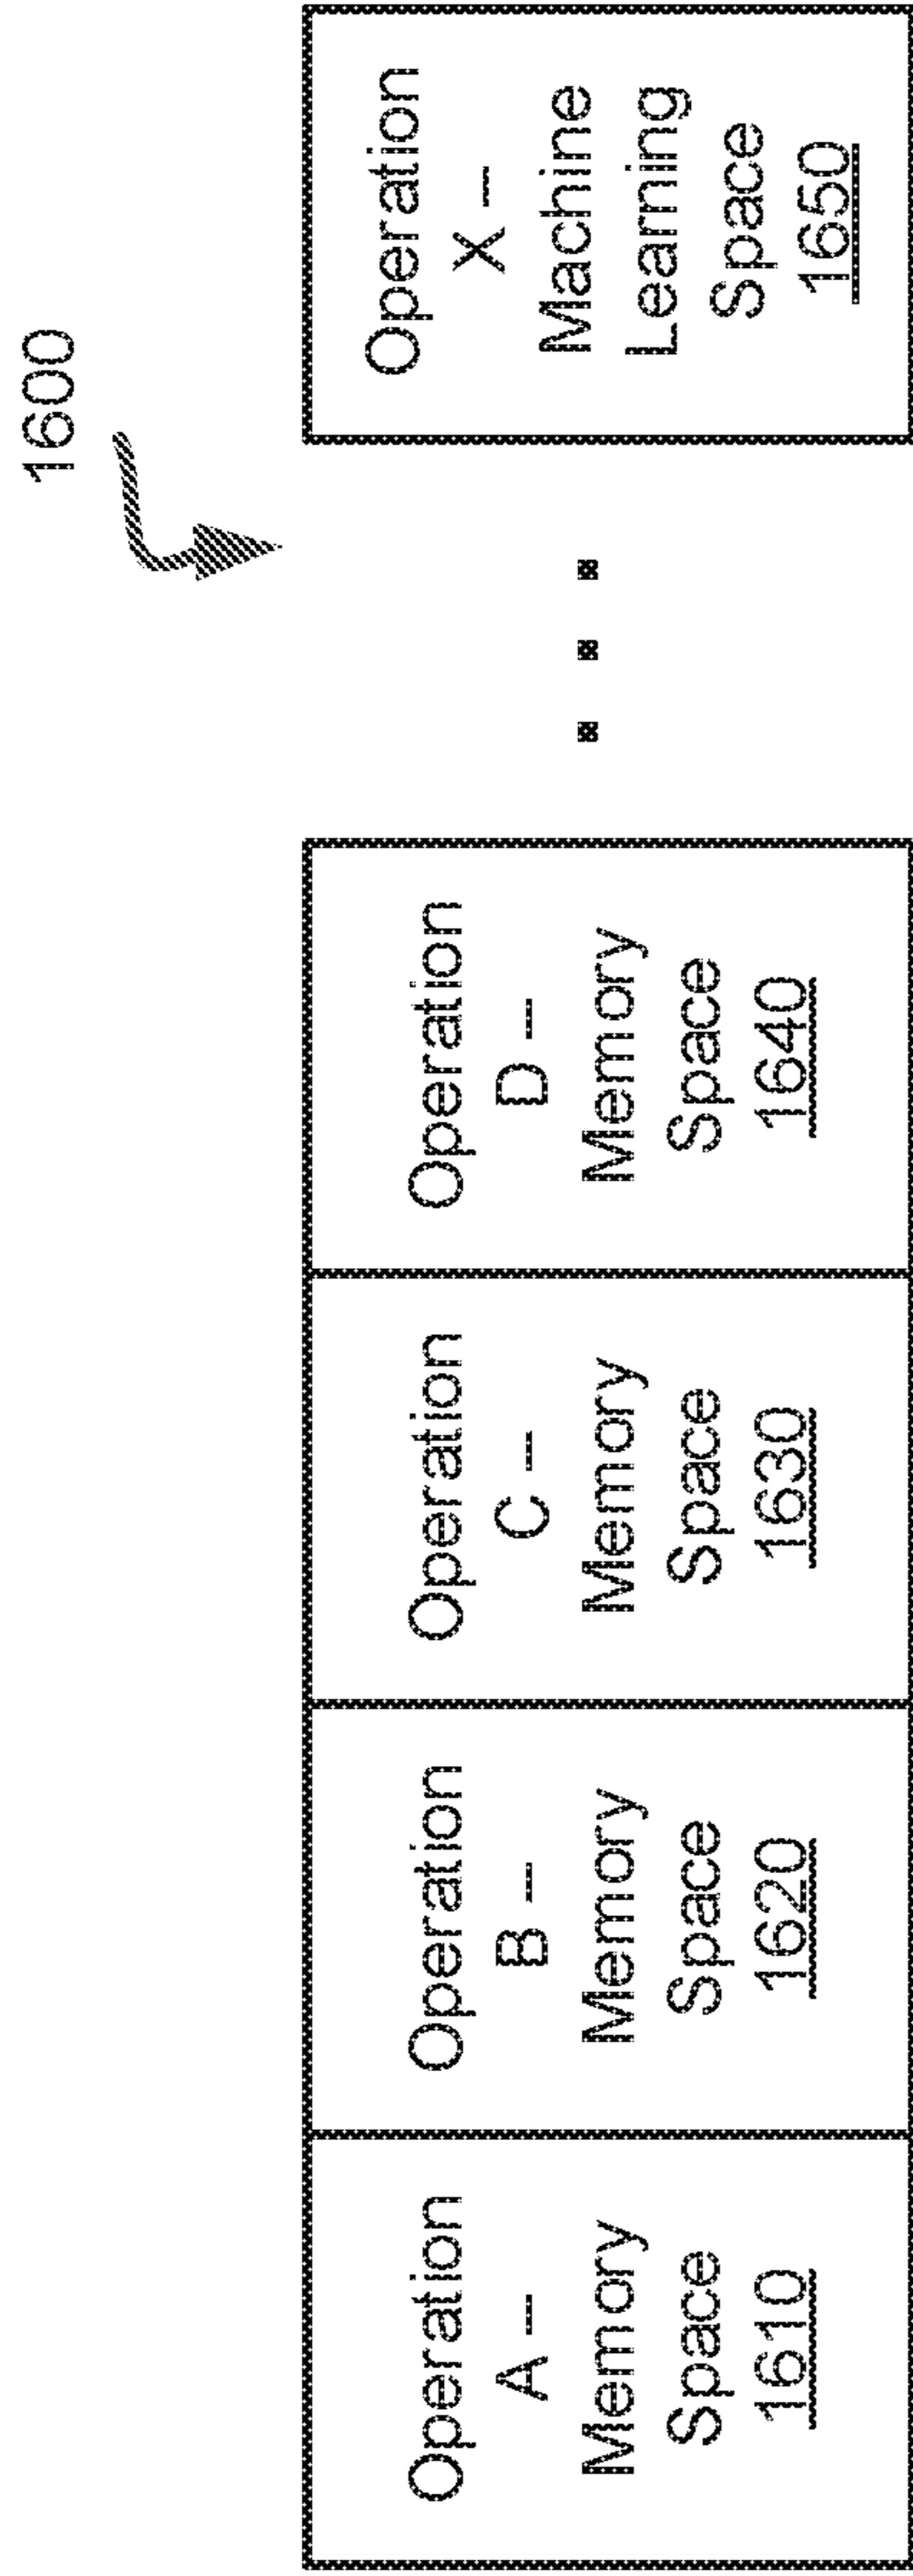 1600
Operation
A –
Memory
Space
1610
Operation
B –
Memory
Space
1620
Operation
C –
Memory
Space
1630
Operation
D –
Memory
Space
1640
Operation
X –
Machine
Learning
Space
1650